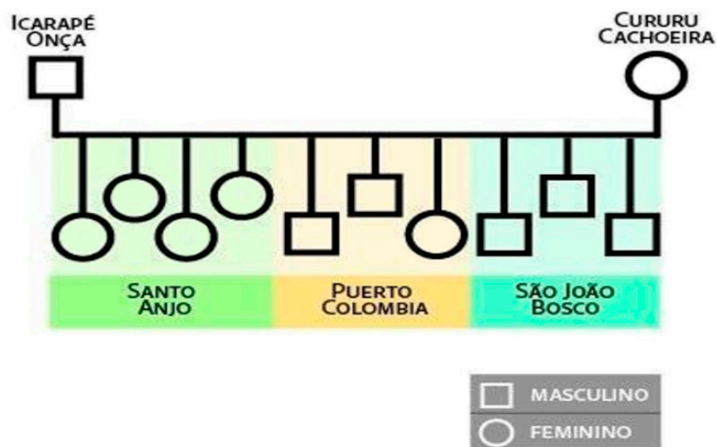 ICARAPÉ
ONÇA
CURURU
CACHOEIRA
SANTO
ANJO
PUERTO
COLOMBIA
SÃO JOÃO
BOSCO
MASCULINO
FEMININO